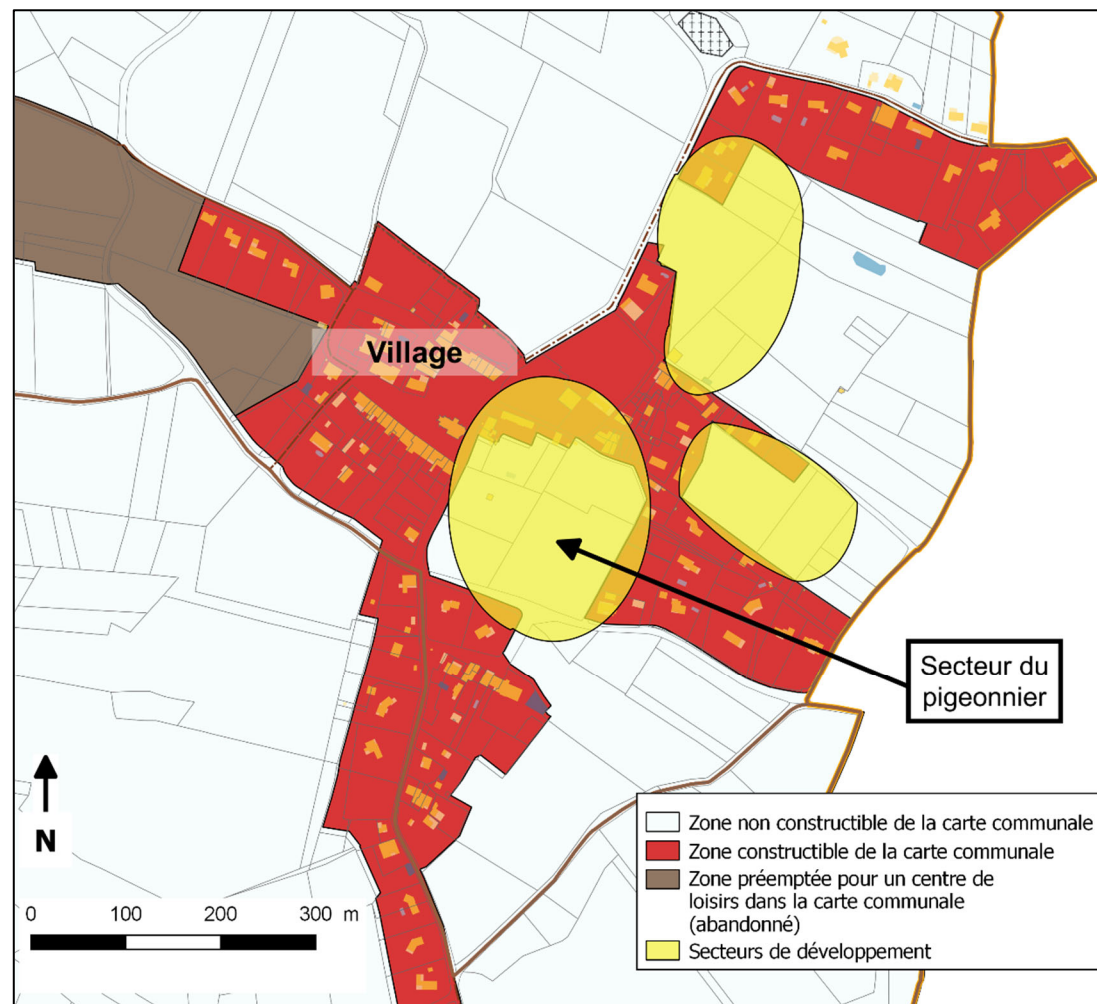 Village
Secteur du
pigeonnier
N
0 100 200 300 m
Zone non constructible de la carte communale
Zone constructible de la carte communale
Zone préemptée pour un centre de
loisirs dans la carte communale
(abandonné)
Secteurs de développement